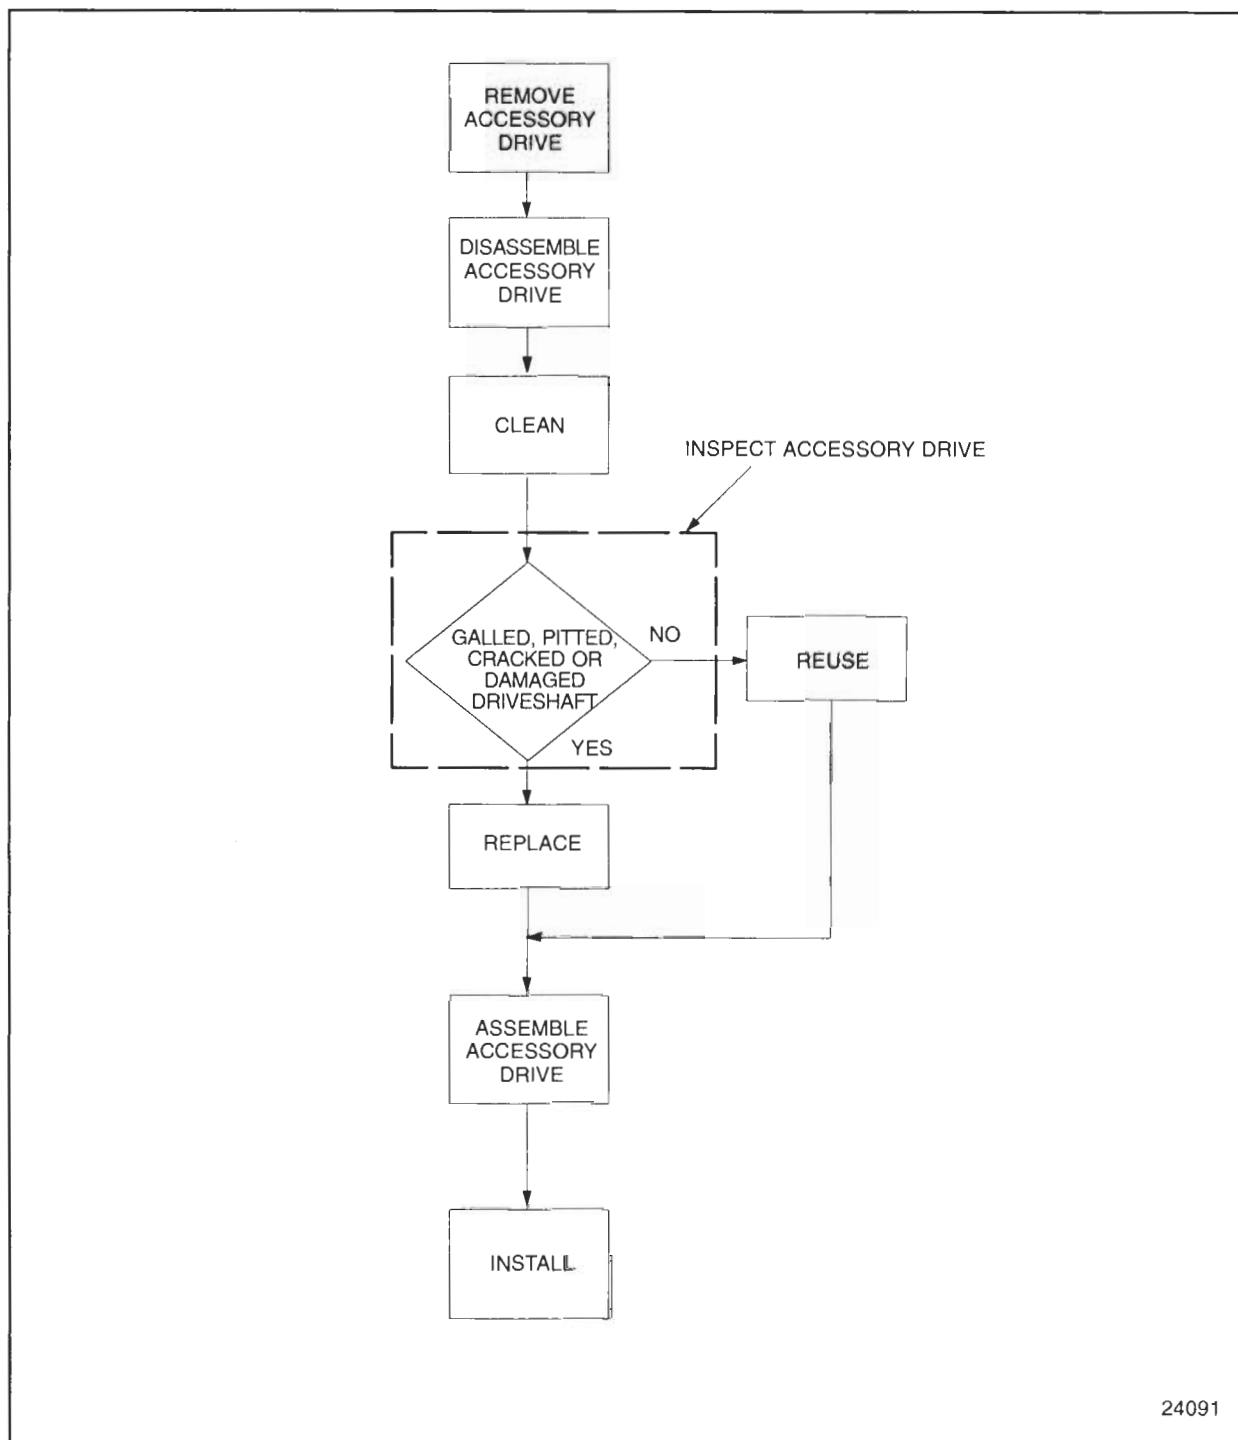 REMOVE
ACCESSORY
DRIVE
DISASSEMBLE
ACCESSORY
DRIVE
CLEAN
INSPECT ACCESSORY DRIVE
GALLED, PITTED,
CRACKED OR
DAMAGED
DRIVESHAFT
NO
REUSE
YES
REPLACE
ASSEMBLE
ACCESSORY
DRIVE
INSTALL
24091